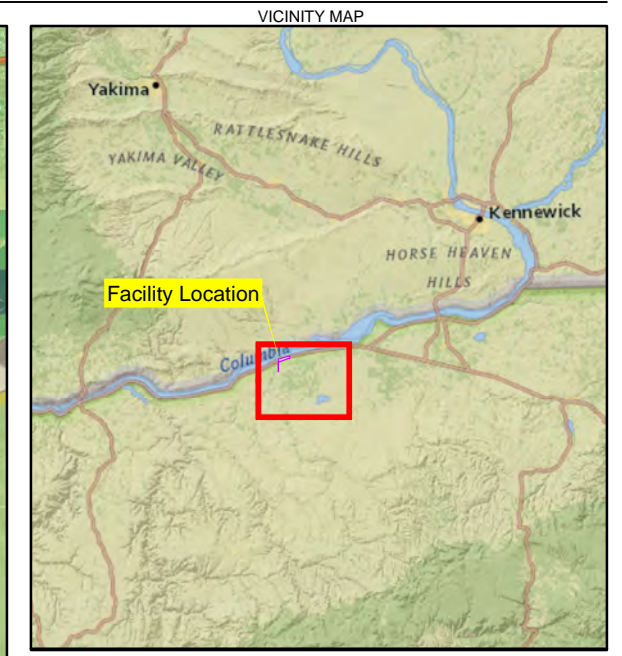 VICINITY MAP
Yakima
RATTLESNAKE HILLS
YAKIMA VALLEY
Kennewick
HORSE HEAVEN
HILLS
Facility Location
Columbia